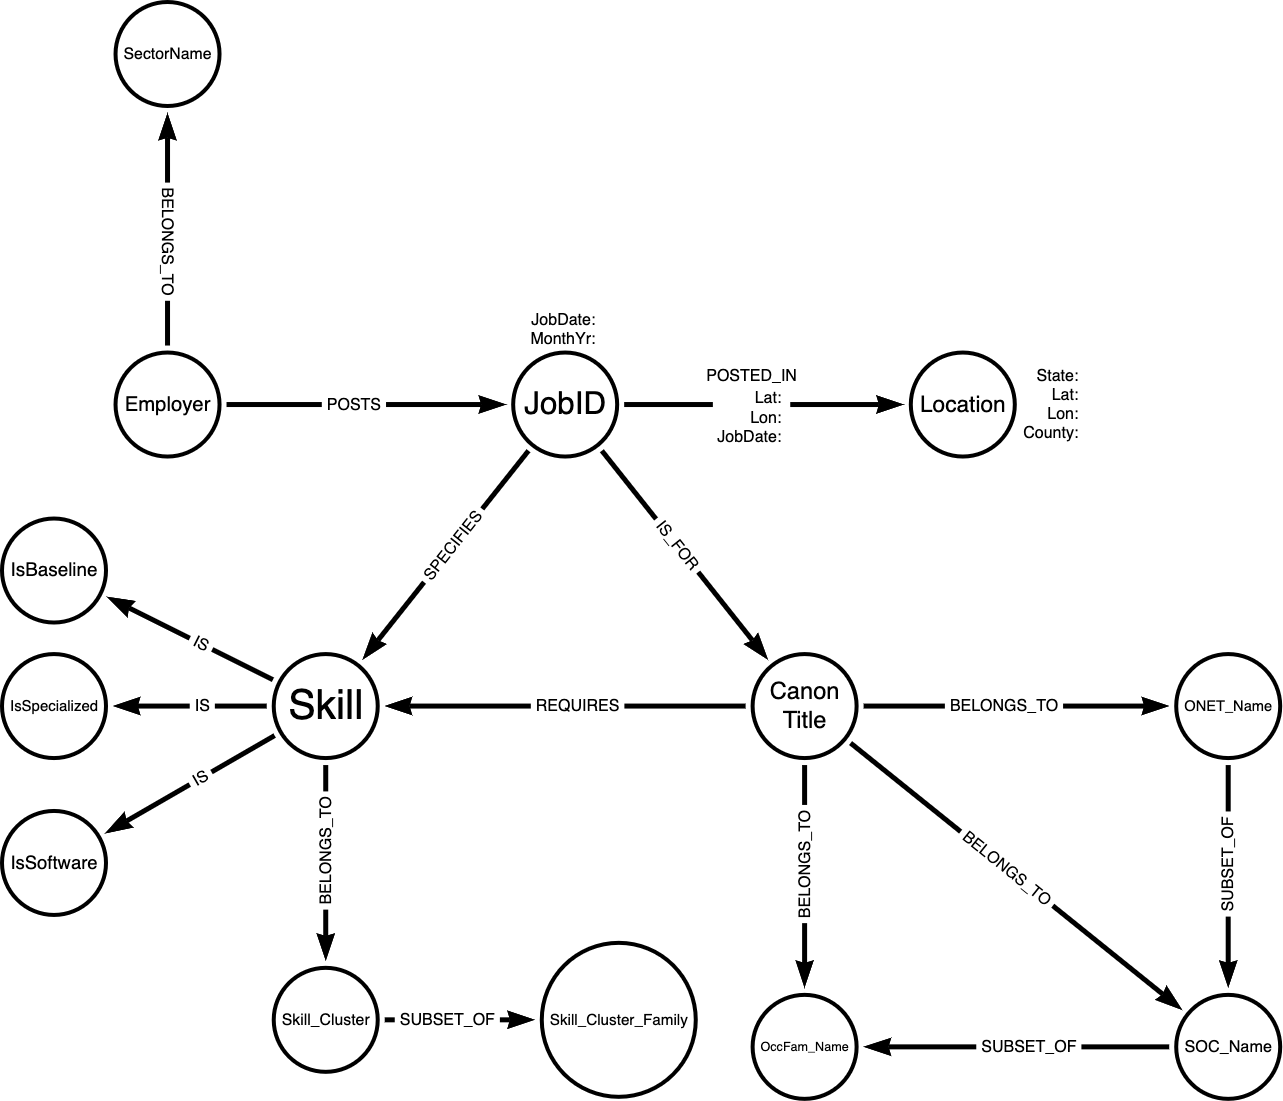 SectorName
BELONGS_TO
JobDate:
MonthYr:
Employer
POSTS
JobID
POSTED_IN
Lat:
Lon:
JobDate:
Location
State:
Lat:
Lon:
County:
SPECIFIES
IS_FOR
IsBaseline
IS
IsSpecialized
IS
Skill
REQUIRES
Canon
Title
BELONGS_TO
ONET_Name
IS
IsSoftware
BELONGS_TO
BELONGS_TO
BELONGS_TO
SUBSET_OF
Skill_Cluster
SUBSET_OF
Skill_Cluster_Family
OccFam_Name
SUBSET_OF
SOC_Name